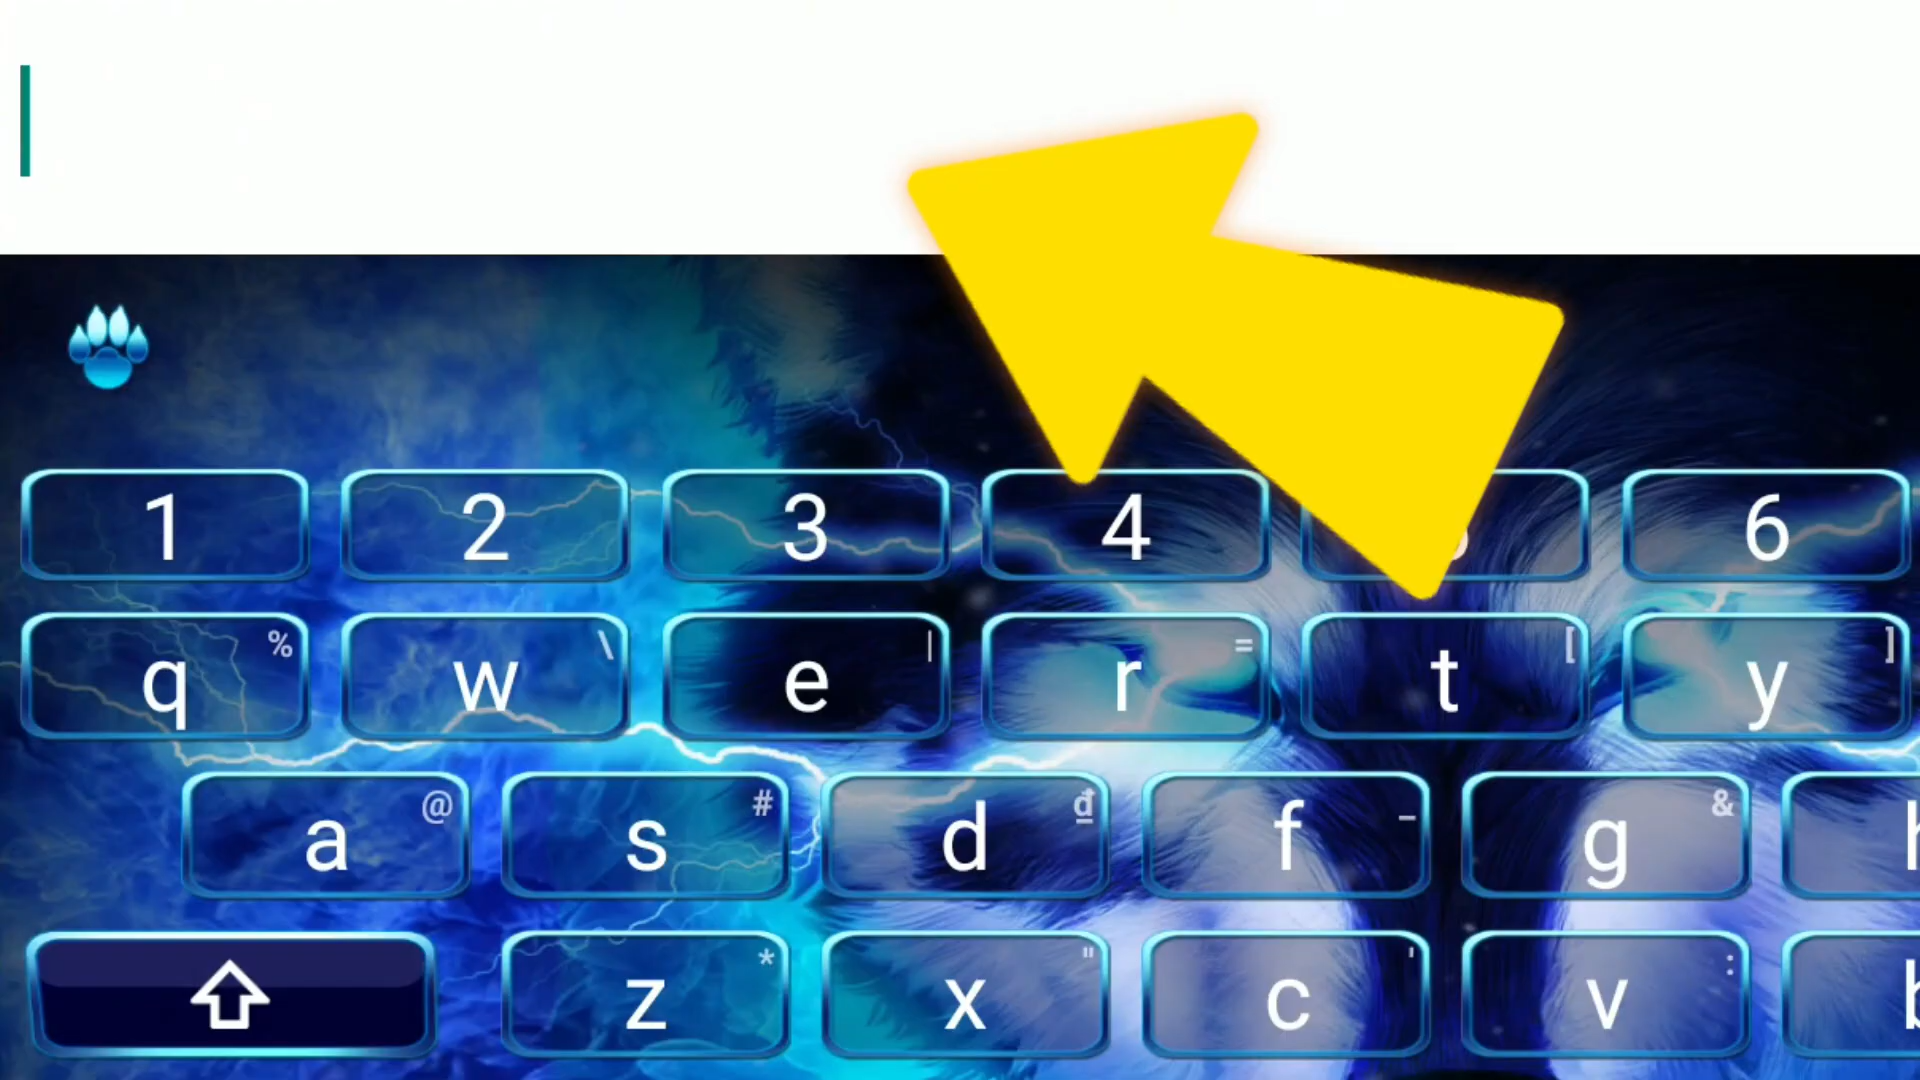 1 2 3 4 6
% \ | = [ ]
q w e r t y
@ # đ _ &
a s d f g
* " ' :
z x c v